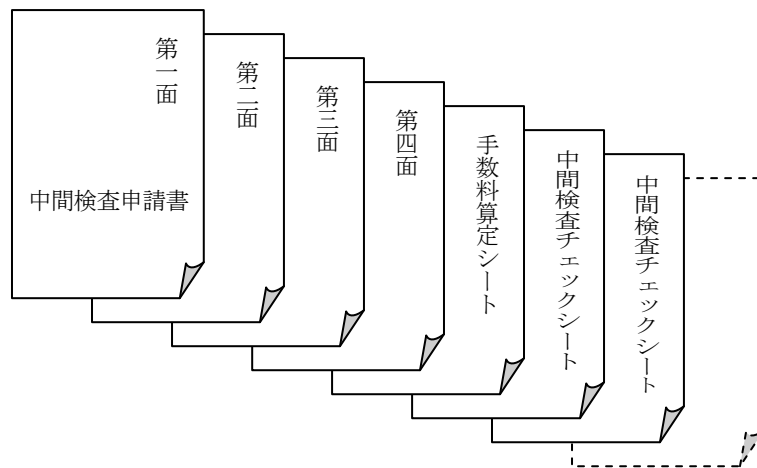 第一面
中間検査申請書
第二面
第三面
第四面
手数料算定シート
中間検査チェックシート
中間検査チェックシート